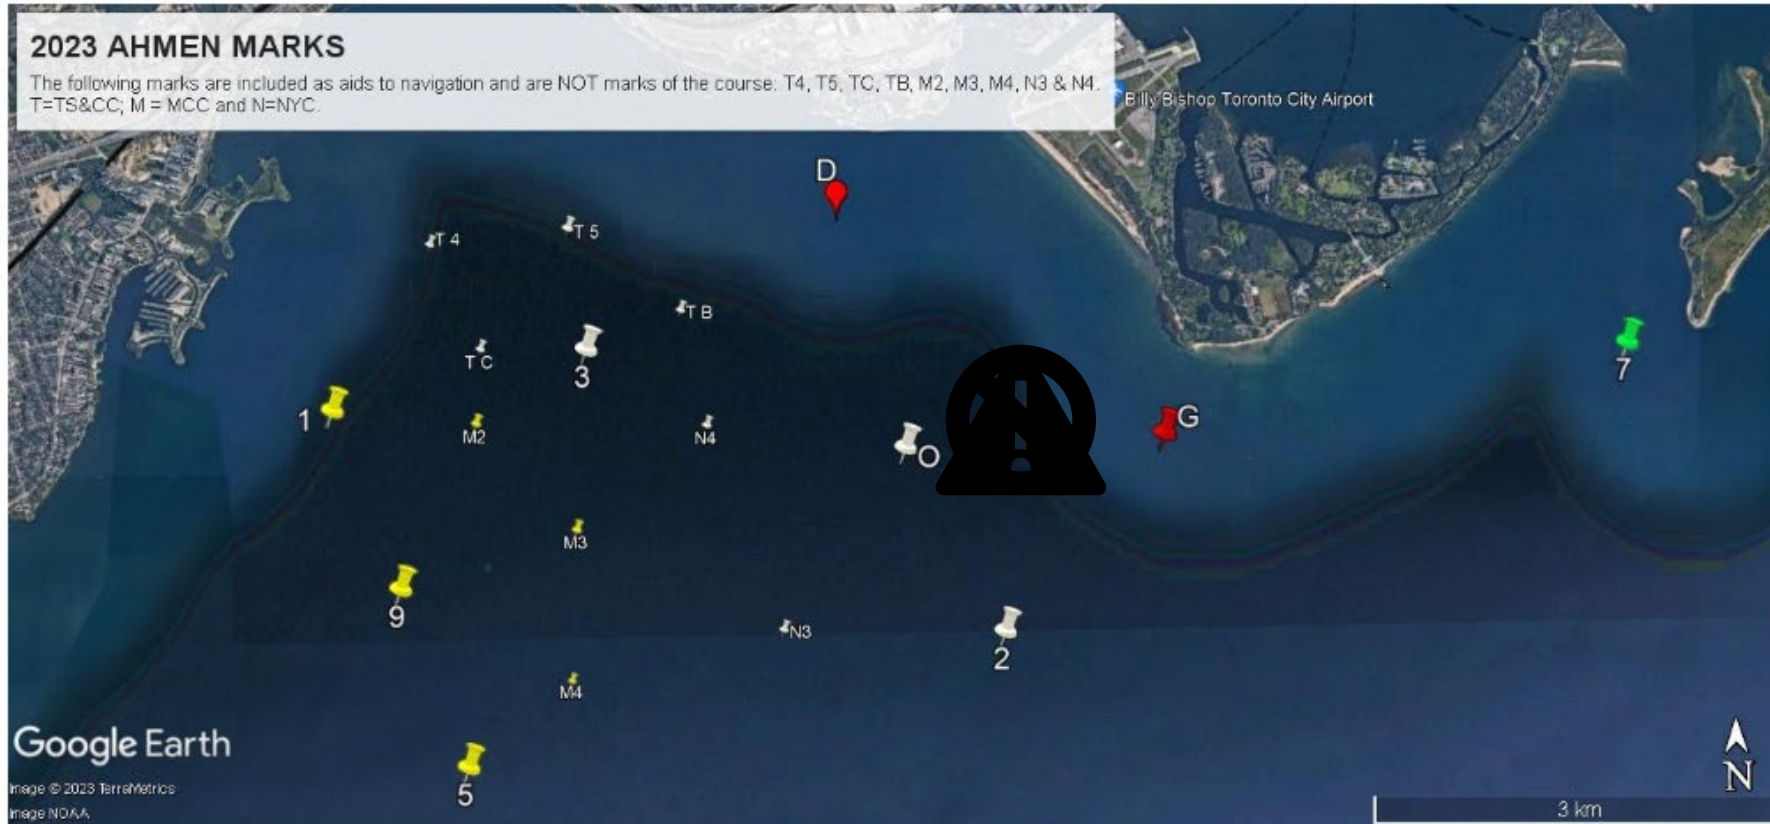 2023 AHMEN MARKS
The following marks are included as aids to navigation and are NOT marks of the course: T4, T5, TC, TB, M2, M3, M4, N3 & N4.
T=TS&CC; M = MCC and N=NYC.
Billy Bishop Toronto City Airport
D
T 4
T 5
T B
T C
3
7
1
M2
N4
O
G
M3
9
N3
2
M4
5
Google Earth
Image © 2023 TerraMetrics
Image NOAA
N
3 km